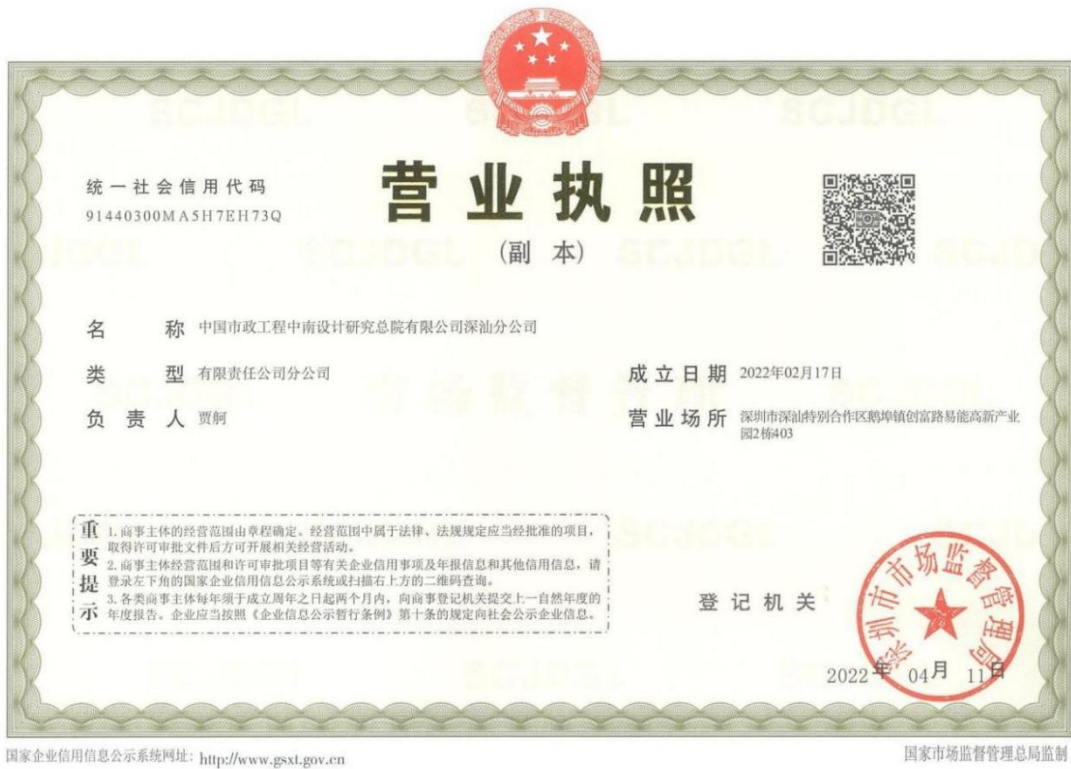 统一社会信用代码
91440300MA5H7EH73Q
营业执照
(副 本)
名 称 中国市政工程中南设计研究总院有限公司深汕分公司
类 型 有限责任公司分公司
成立日期 2022年02月17日
负 责 人 贾舸
营业场所 深圳市深汕特别合作区鹅埠镇创富路易能高新产业
园2栋403
重要提示
1. 商事主体的经营范围由章程确定。经营范围中属于法律、法规规定应当经批准的项目,
取得许可审批文件后方可开展相关经营活动。
2. 商事主体经营范围和许可审批项目等有关企业信用事项及年报信息和其他信用信息，请
登录左下角的国家企业信用信息公示系统或扫描右上方的二维码查询。
3. 各类商事主体每年须于成立周年之日起两个月内，向商事登记机关提交上一自然年度的
年度报告。企业应当按照《企业信息公示暂行条例》第十条的规定向社会公示企业信息。
登记机关
深圳市市场监督管理局
2022年 04月 11日
国家企业信用信息公示系统网址：http://www.gsxt.gov.cn
国家市场监督管理总局监制
SCJDGL